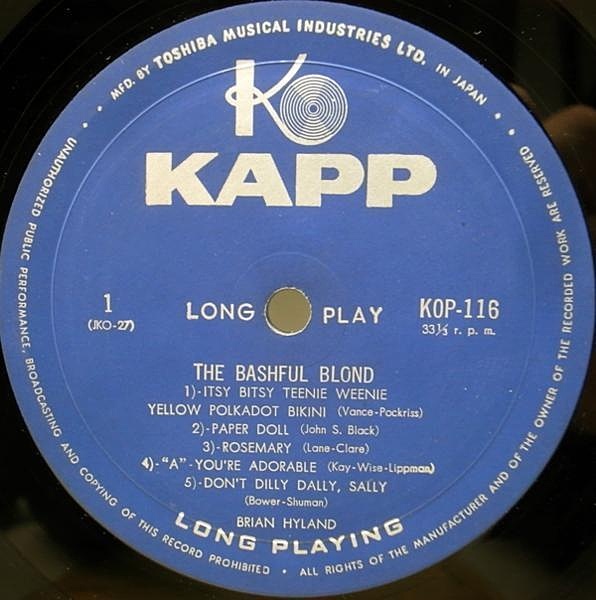 MFD. BY TOSHIBA MUSICAL INDUSTRIES LTD. IN JAPAN
K
KAPP
1
(JKO-27)
LONG PLAY
KOP-116
33⅓ r. p. m.
THE BASHFUL BLOND
1)-ITSY BITSY TEENIE WEENIE
YELLOW POLKADOT BIKINI (Vance-Pockriss)
2)-PAPER DOLL (John S. Black)
3)-ROSEMARY (Lane-Clare)
4)-"A"-YOU'RE ADORABLE (Kay-Wise-Lippman)
5)-DON'T DILLY DALLY, SALLY
(Bower-Shuman)
BRIAN HYLAND
LONG PLAYING
UNAUTHORIZED PUBLIC PERFORMANCE, BROADCASTING AND COPYING OF THIS RECORD PROHIBITED • ALL RIGHTS OF THE MANUFACTURER AND OF THE OWNER OF THE RECORDED WORK ARE RESERVED